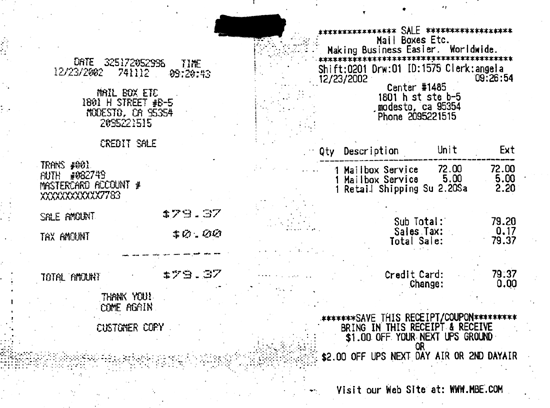 DATE 325172052996 TIME
12/23/2002 741112 09:20:43
MAIL BOX ETC
1801 H STREET #B-5
MODESTO, CA 95354
2095221515
CREDIT SALE
TRANS #001
AUTH #082749
MASTERCARD ACCOUNT #
XXXXXXXXXXXX7783
SALE AMOUNT $79.37
TAX AMOUNT $0.00
TOTAL AMOUNT $79.37
THANK YOU!
COME AGAIN
CUSTOMER COPY
**************** SALE *****************
Mail Boxes Etc.
Making Business Easier. Worldwide.
***************************************
Shift:0201 Drw:01 ID:1575 Clerk:angela
12/23/2002 09:26:54
Center #1485
1801 h st ste b-5
modesto, ca 95354
Phone 2095221515
Qty Description Unit Ext
1 Mailbox Service 72.00 72.00
1 Mailbox Service 5.00 5.00
1 Retail Shipping Su 2.20Sa 2.20
Sub Total: 79.20
Sales Tax: 0.17
Total Sale: 79.37
Credit Card: 79.37
Change: 0.00
*******SAVE THIS RECEIPT/COUPON*********
BRING IN THIS RECEIPT & RECEIVE
$1.00 OFF YOUR NEXT UPS GROUND
OR
$2.00 OFF UPS NEXT DAY AIR OR 2ND DAYAIR
Visit our Web Site at: WWW.MBE.COM